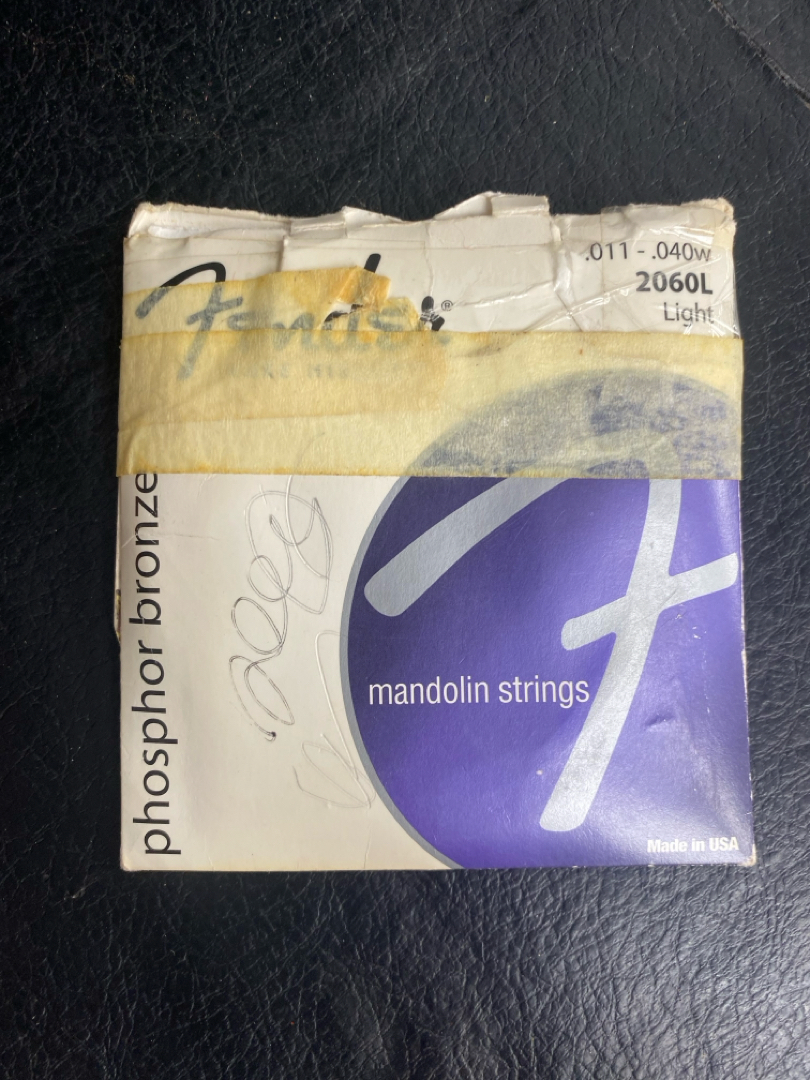 .011 - .040w
2060L
Light
Fender®
phosphor bronze
mandolin strings
Made in USA